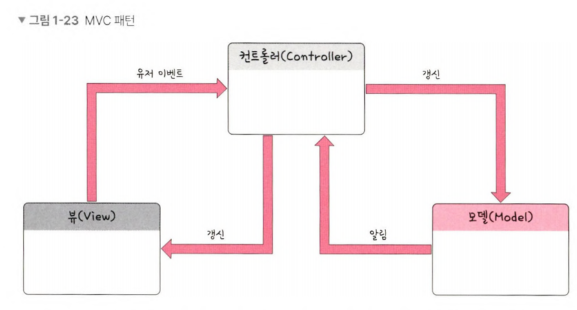 ▼ 그림 1-23 MVC 패턴
컨트롤러(Controller)
유저 이벤트
갱신
뷰(View)
모델(Model)
갱신
알림